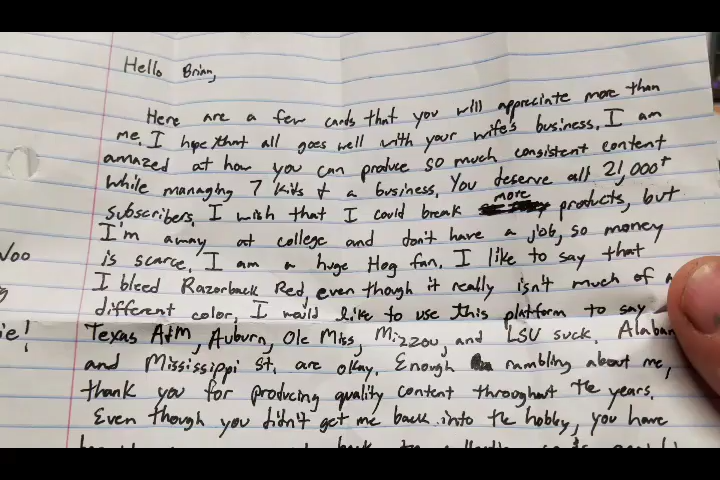 Hello Brian,
Here are a few cards that you will appreciate more than
me. I hope that all goes well with your wife's business. I am
amazed at how you can produce so much consistent content
while managing 7 kids & a business. You deserve all 21,000+
subscribers. I wish that I could break more products, but
I'm away at college and don't have a job, so money
is scarce. I am a huge Hog fan. I like to say that
I bleed Razorback Red, even though it really isn't much of a
different color. I would like to use this platform to say
Texas A&M, Auburn, Ole Miss, Mizzou, and LSU suck. Alabam
and Mississippi St. are okay. Enough rambling about me,
thank you for producing quality content throughout the years.
Even though you didn't get me back into the hobby, you have